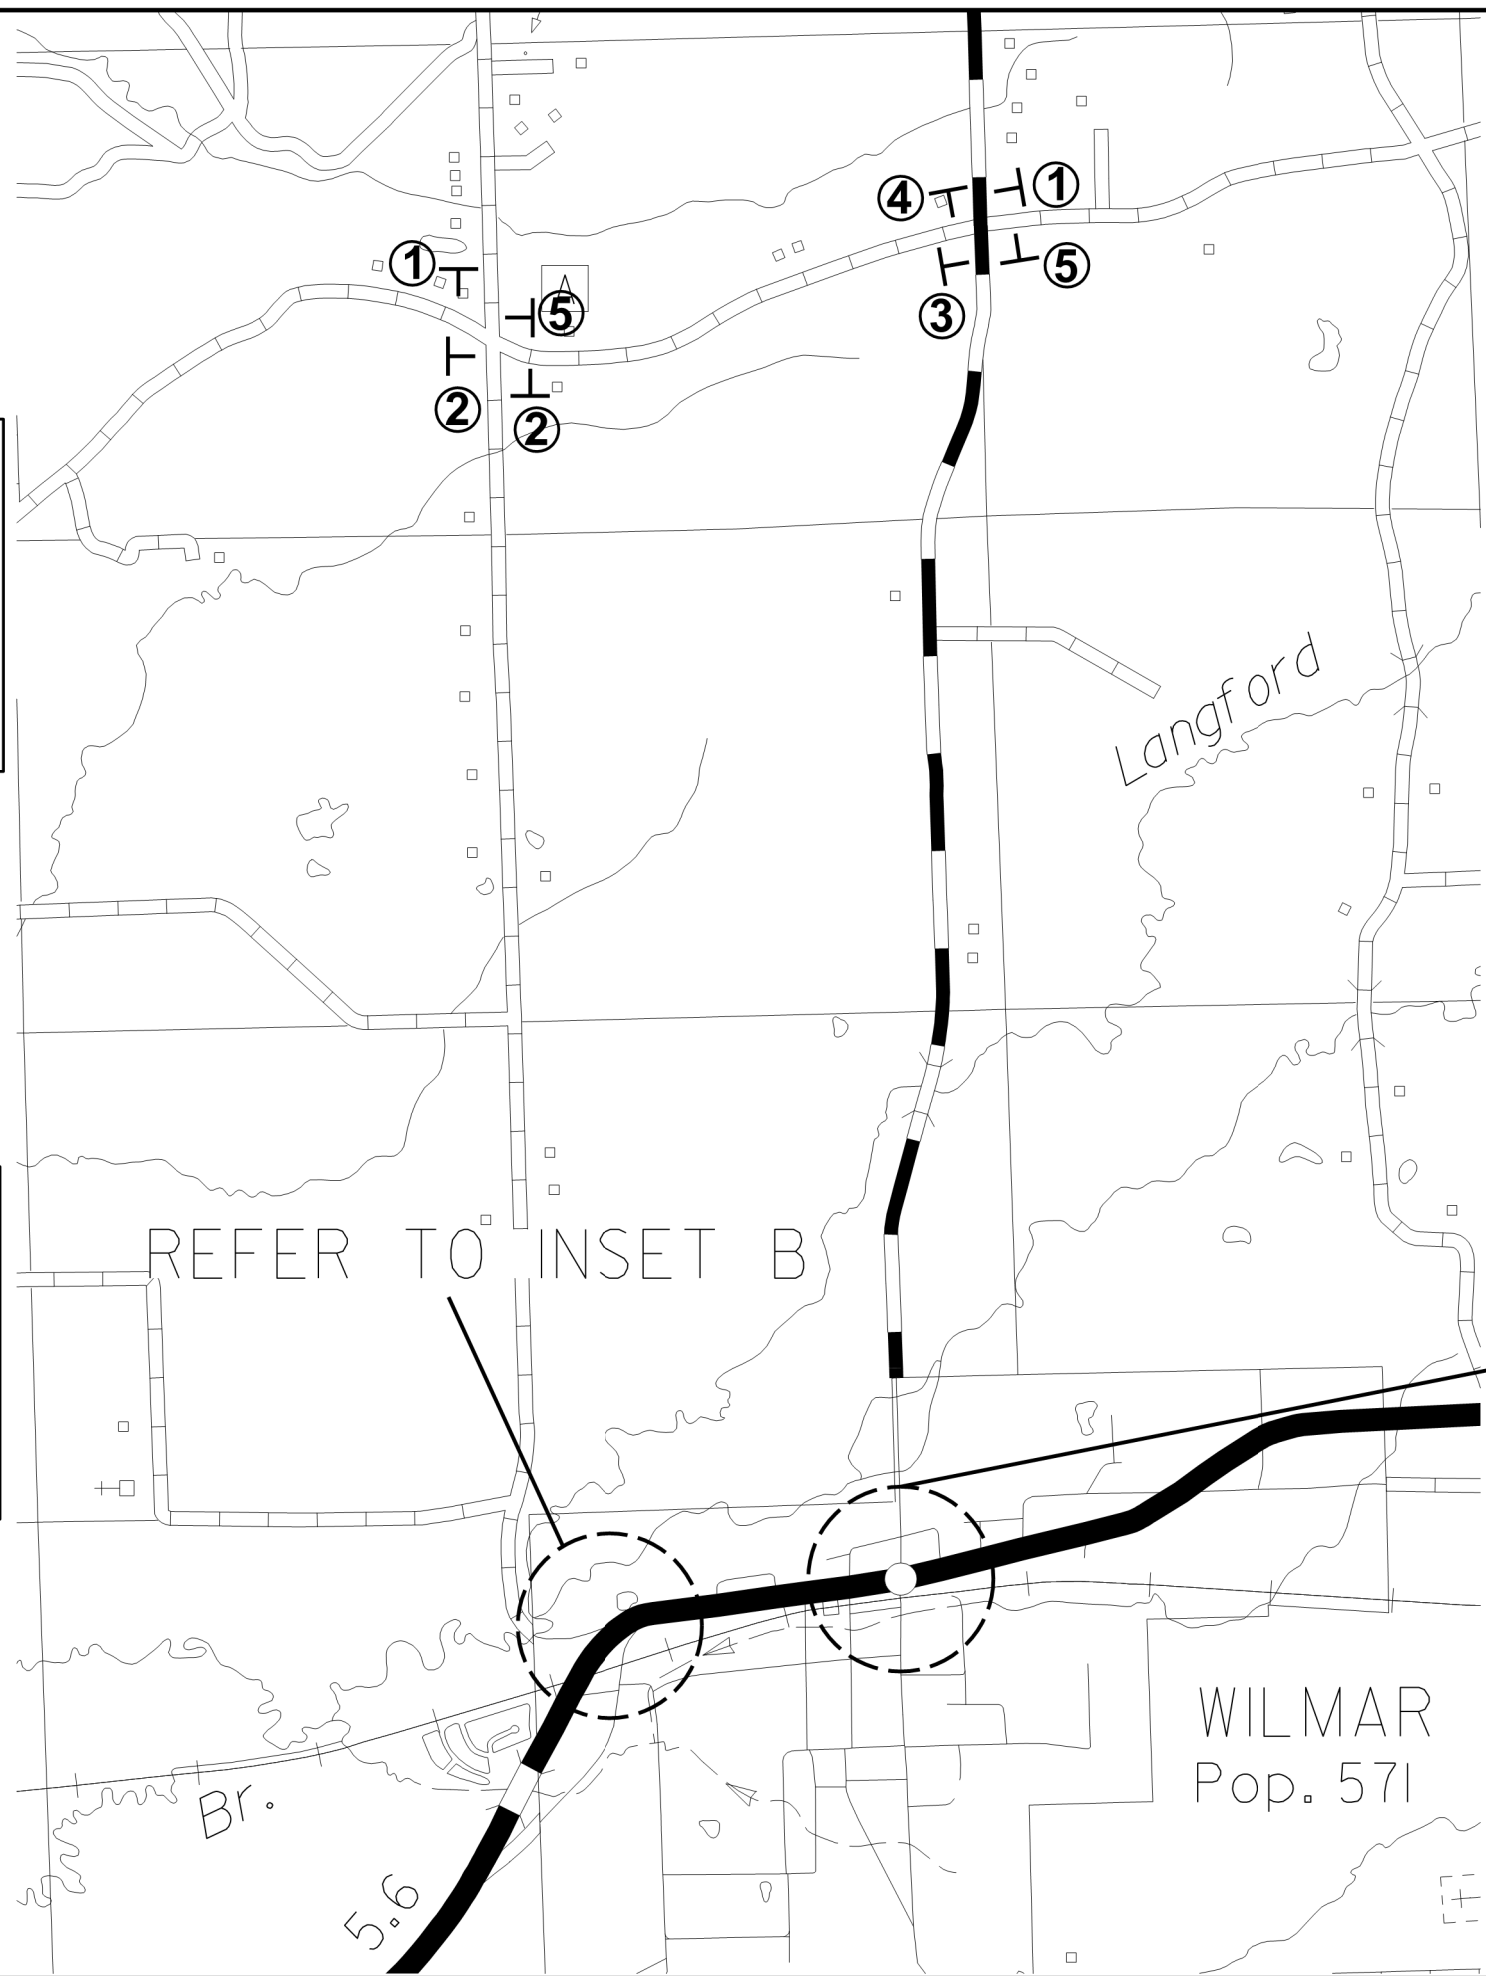 ④ ①
① ⑤
⑤ ③
② ②
Langford
REFER TO INSET B
WILMAR
Pop. 571
Br.
5.6